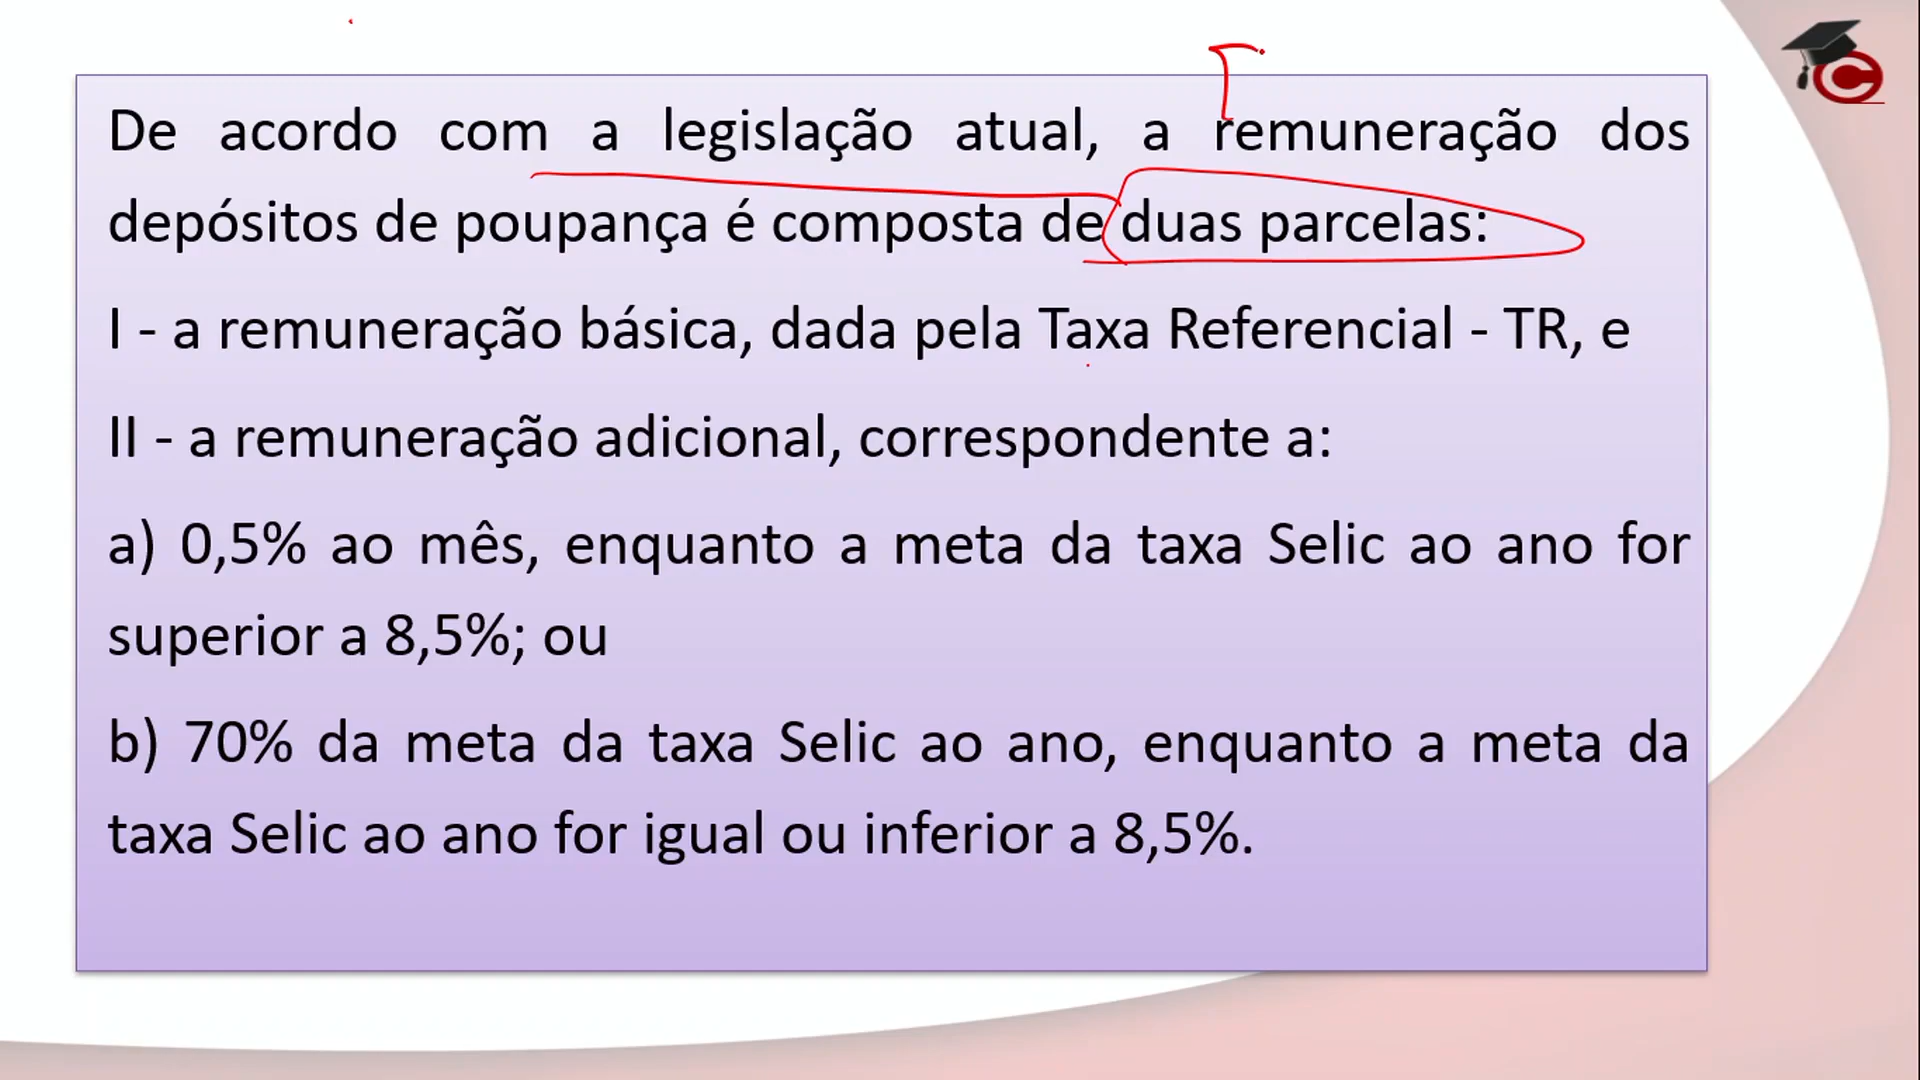 De acordo com a legislação atual, a remuneração dos
depósitos de poupança é composta de duas parcelas:
I - a remuneração básica, dada pela Taxa Referencial - TR, e
II - a remuneração adicional, correspondente a:
a) 0,5% ao mês, enquanto a meta da taxa Selic ao ano for
superior a 8,5%; ou
b) 70% da meta da taxa Selic ao ano, enquanto a meta da
taxa Selic ao ano for igual ou inferior a 8,5%.